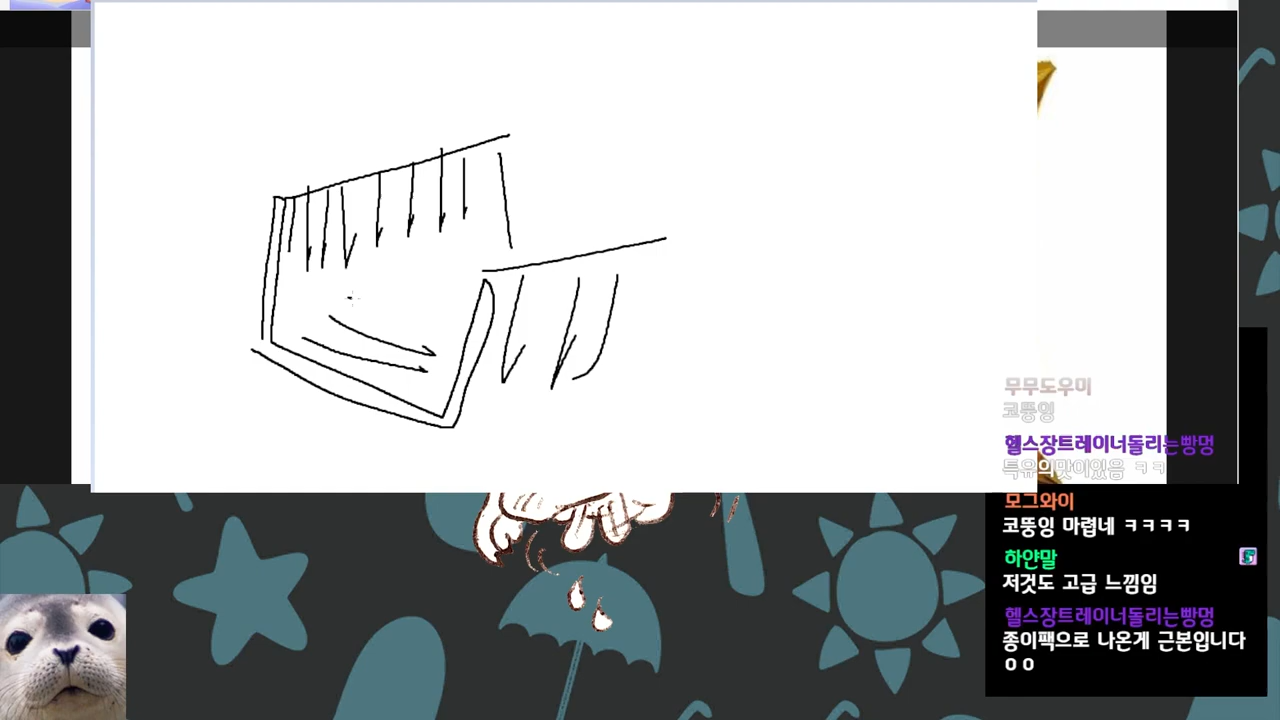 무무도우미
코뚱잉
헬스장트레이너돌리는빵멍
특유의맛이있음 ㅋㅋ
모그와이
코뚱잉 마렵네 ㅋㅋㅋㅋ
하얀말
저것도 고급 느낌임
헬스장트레이너돌리는빵멍
종이팩으로 나온게 근본입니다
ㅇㅇ